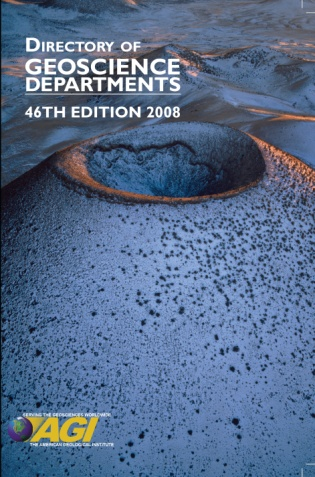 DIRECTORY OF
GEOSCIENCE
DEPARTMENTS
46TH EDITION 2008
SERVING THE GEOSCIENCES WORLDWIDE
AGI
THE AMERICAN GEOLOGICAL INSTITUTE